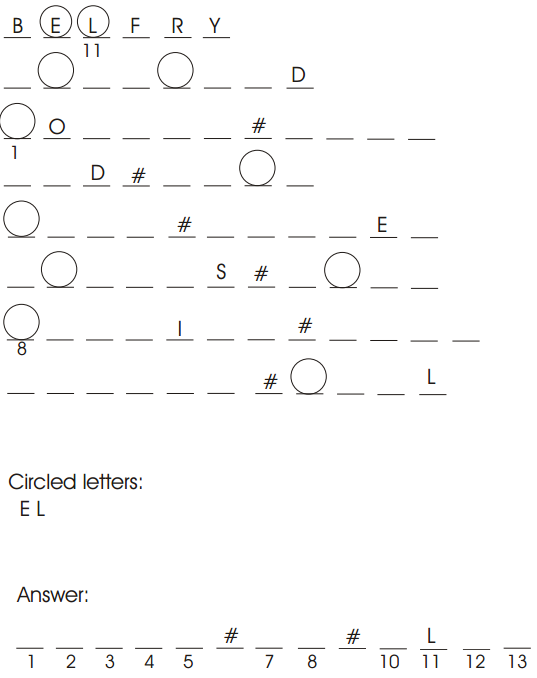 B E L F R Y
11
D
O #
1
D #
# E
S #
I #
8
# L
Circled letters:
E L
Answer:
# # L
1 2 3 4 5 7 8 10 11 12 13